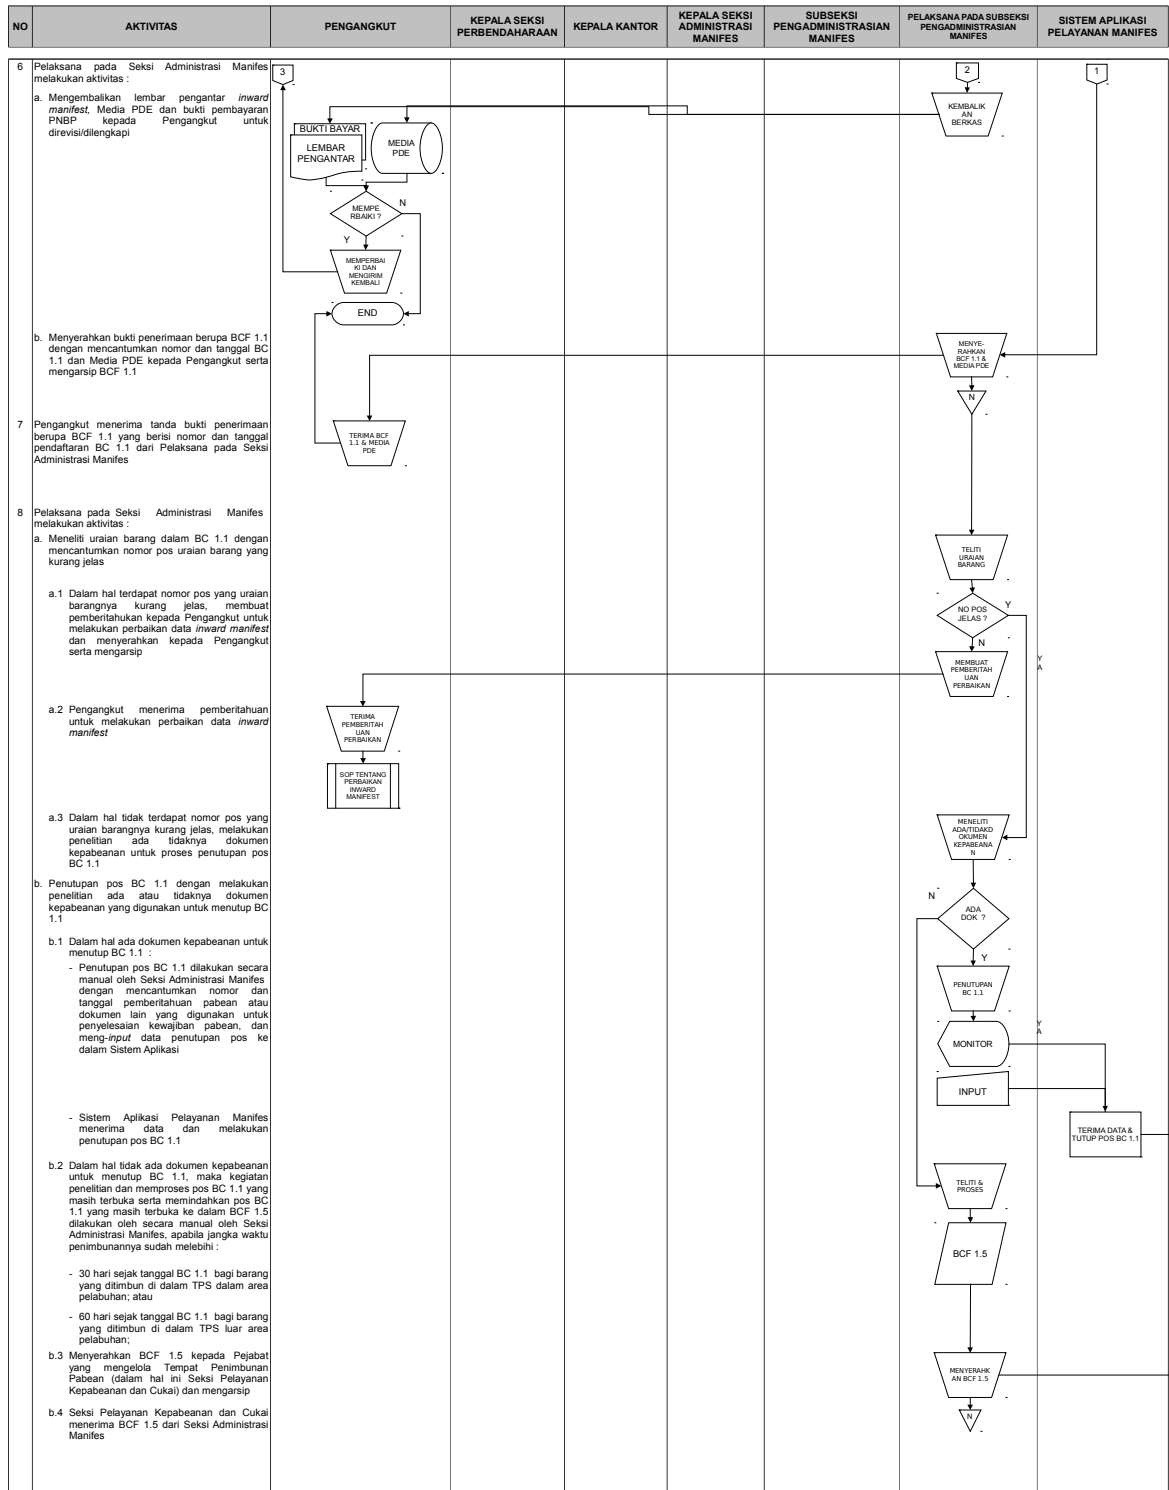 NO
AKTIVITAS
PENGANGKUT
KEPALA SEKSI
PERBENDAHARAAN
KEPALA KANTOR
KEPALA SEKSI
ADMINISTRASI
MANIFES
SUBSEKSI
PENGADMINISTRASIAN
MANIFES
PELAKSANA PADA SUBSEKSI
PENGADMINISTRASIAN
MANIFES
SISTEM APLIKASI
PELAYANAN MANIFES
6 Pelaksana pada Seksi Administrasi Manifes
melakukan aktivitas :
3
2
1
a. Mengembalikan lembar pengantar inward
manifest, Media PDE dan bukti pembayaran
PNBP kepada Pengangkut untuk
direvisi/dilengkapi
KEMBALIK
AN
BERKAS
BUKTI BAYAR
LEMBAR
PENGANTAR
MEDIA
PDE
MEMPE
RBAIKI ?
N
Y
MEMPERBAI
KI DAN
MENGIRIM
KEMBALI
END
b. Menyerahkan bukti penerimaan berupa BCF 1.1
dengan mencantumkan nomor dan tanggal BC
1.1 dan Media PDE kepada Pengangkut serta
mengarsip BCF 1.1
MENYE-
RAHKAN
BCF 1.1 &
MEDIA PDE
N
7 Pengangkut menerima tanda bukti penerimaan
berupa BCF 1.1 yang berisi nomor dan tanggal
pendaftaran BC 1.1 dari Pelaksana pada Seksi
Administrasi Manifes
TERIMA BCF
1.1 & MEDIA
PDE
8 Pelaksana pada Seksi Administrasi Manifes
melakukan aktivitas :
a. Meneliti uraian barang dalam BC 1.1 dengan
mencantumkan nomor pos uraian barang yang
kurang jelas
TELITI
URAIAN
BARANG
a.1 Dalam hal terdapat nomor pos yang uraian
barangnya kurang jelas, membuat
pemberitahukan kepada Pengangkut untuk
melakukan perbaikan data inward manifest
dan menyerahkan kepada Pengangkut
serta mengarsip
NO POS
JELAS ?
Y
N
MEMBUAT
PEMBERITAH
UAN
PERBAIKAN
Y
A
a.2 Pengangkut menerima pemberitahuan
untuk melakukan perbaikan data inward
manifest
TERIMA
PEMBERITAH
UAN
PERBAIKAN
SOP TENTANG
PERBAIKAN
INWARD
MANIFEST
a.3 Dalam hal tidak terdapat nomor pos yang
uraian barangnya kurang jelas, melakukan
penelitian ada tidaknya dokumen
kepabeanan untuk proses penutupan pos
BC 1.1
MENELITI
ADA/TIDAKD
OKUMEN
KEPABEANA
N
b. Penutupan pos BC 1.1 dengan melakukan
penelitian ada atau tidaknya dokumen
kepabeanan yang digunakan untuk menutup BC
1.1
N
ADA
DOK ?
Y
b.1 Dalam hal ada dokumen kepabeanan untuk
menutup BC 1.1 :
- Penutupan pos BC 1.1 dilakukan secara
manual oleh Seksi Administrasi Manifes
dengan mencantumkan nomor dan
tanggal pemberitahuan pabean atau
dokumen lain yang digunakan untuk
penyelesaian kewajiban pabean, dan
meng-input data penutupan pos ke
dalam Sistem Aplikasi
PENUTUPAN
BC 1.1
Y
A
MONITOR
INPUT
- Sistem Aplikasi Pelayanan Manifes
menerima data dan melakukan
penutupan pos BC 1.1
TERIMA DATA &
TUTUP POS BC 1.1
b.2 Dalam hal tidak ada dokumen kepabeanan
untuk menutup BC 1.1, maka kegiatan
penelitian dan memproses pos BC 1.1 yang
masih terbuka serta memindahkan pos BC
1.1 yang masih terbuka ke dalam BCF 1.5
dilakukan oleh secara manual oleh Seksi
Administrasi Manifes, apabila jangka waktu
penimbunannya sudah melebihi :
TELITI &
PROSES
BCF 1.5
- 30 hari sejak tanggal BC 1.1 bagi barang
yang ditimbun di dalam TPS dalam area
pelabuhan; atau
- 60 hari sejak tanggal BC 1.1 bagi barang
yang ditimbun di dalam TPS luar area
pelabuhan;
b.3 Menyerahkan BCF 1.5 kepada Pejabat
yang mengelola Tempat Penimbunan
Pabean (dalam hal ini Seksi Pelayanan
Kepabeanan dan Cukai) dan mengarsip
MENYERAHK
AN BCF 1.5
N
b.4 Seksi Pelayanan Kepabeanan dan Cukai
menerima BCF 1.5 dari Seksi Administrasi
Manifes